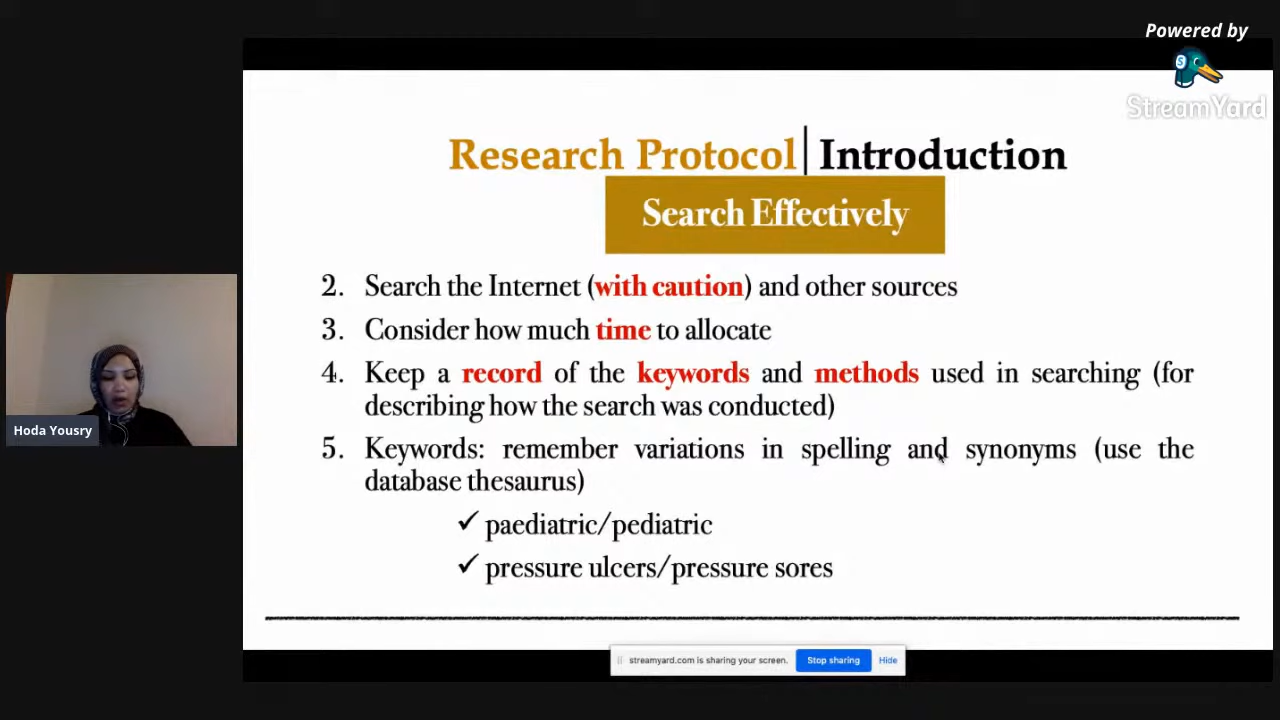 Powered by
StreamYard
Research Protocol| Introduction
Search Effectively
2. Search the Internet (with caution) and other sources
3. Consider how much time to allocate
4. Keep a record of the keywords and methods used in searching (for
describing how the search was conducted)
5. Keywords: remember variations in spelling and synonyms (use the
database thesaurus)
✓ paediatric/pediatric
✓ pressure ulcers/pressure sores
Hoda Yousry
streamyard.com is sharing your screen. Stop sharing Hide